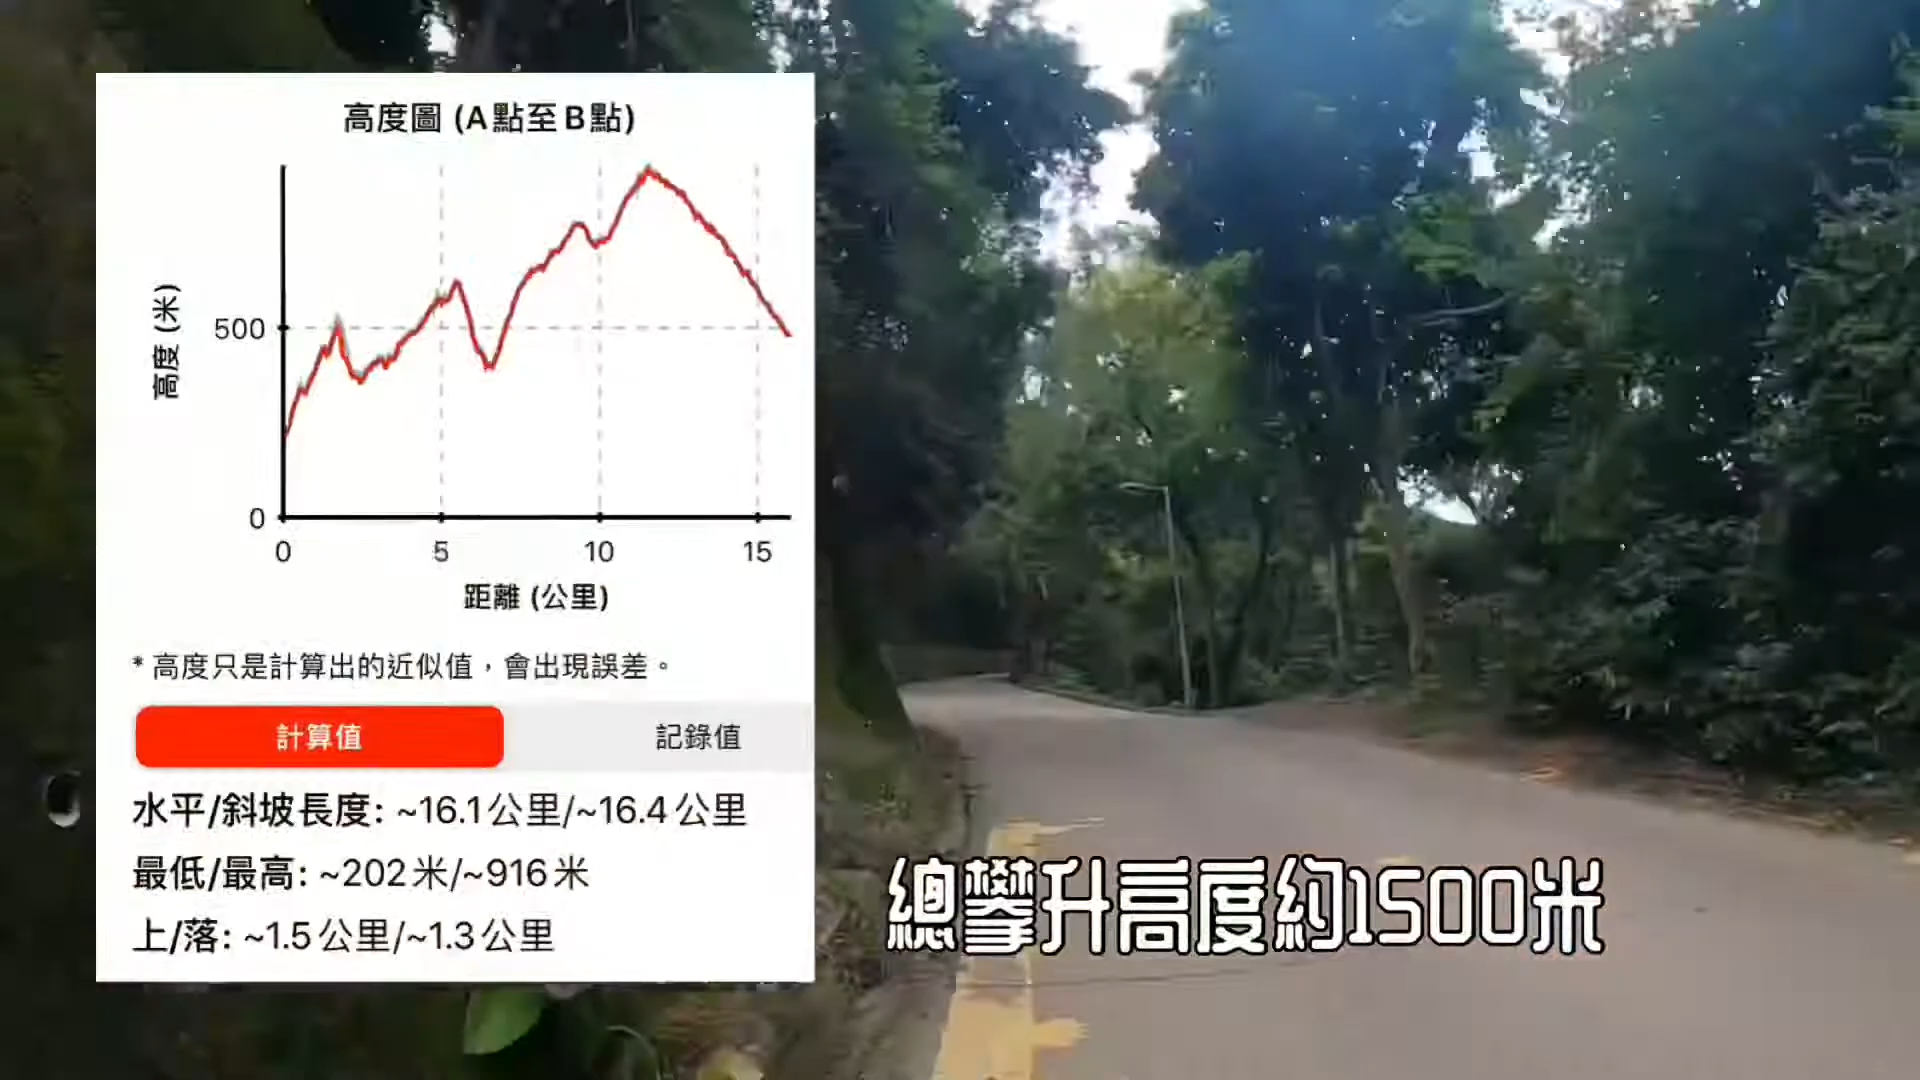 高度圖 (A點至B點)
高度 (米)
500
0
0 5 10 15
距離 (公里)
* 高度只是計算出的近似值，會出現誤差。
計算值 記錄值
水平/斜坡長度: ~16.1公里/~16.4公里
最低/最高: ~202米/~916米
上/落: ~1.5公里/~1.3公里
總攀升高度約1500米